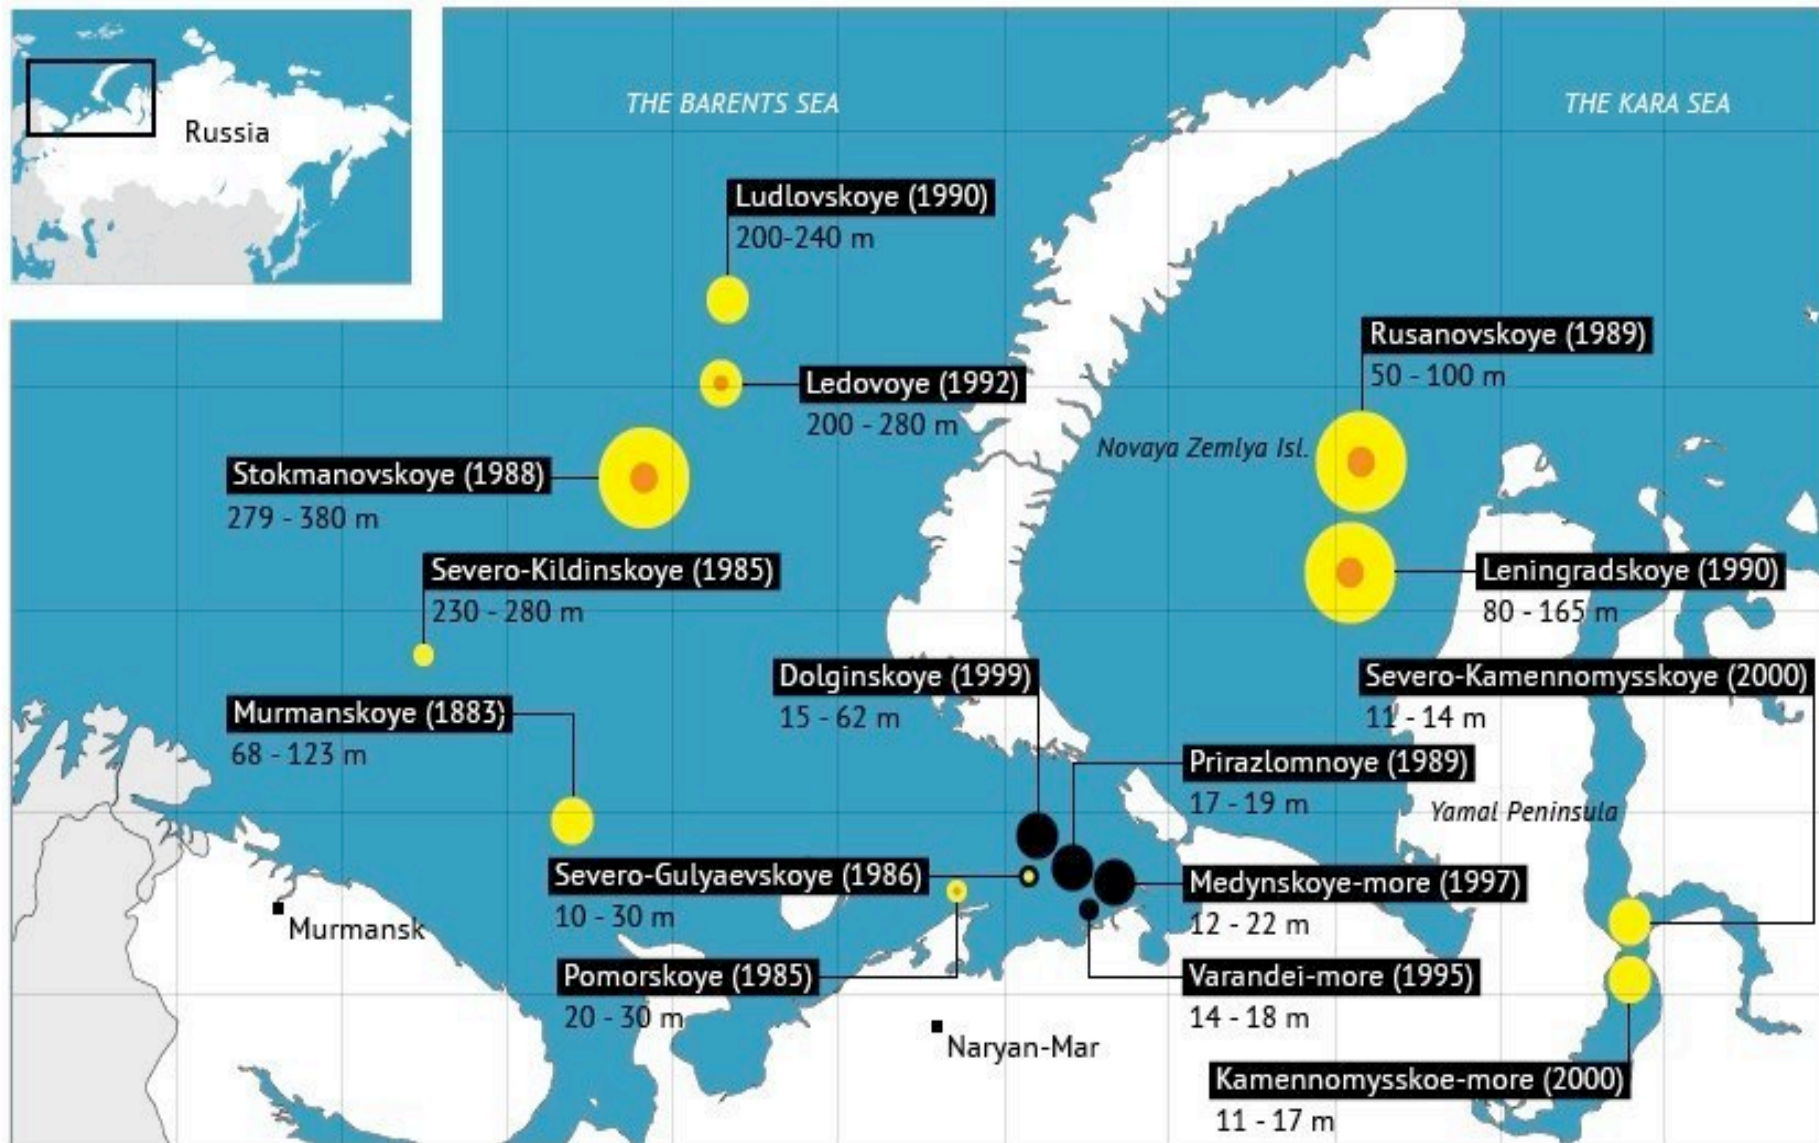 Russia
THE BARENTS SEA
THE KARA SEA
Ludlovskoye (1990)
200-240 m
Ledovoye (1992)
200 - 280 m
Rusanovskoye (1989)
50 - 100 m
Novaya Zemlya Isl.
Stokmanovskoye (1988)
279 - 380 m
Severo-Kildinskoye (1985)
230 - 280 m
Leningradskoye (1990)
80 - 165 m
Dolginskoye (1999)
15 - 62 m
Severo-Kamennomysskoye (2000)
11 - 14 m
Murmanskoye (1883)
68 - 123 m
Prirazlomnoye (1989)
17 - 19 m
Yamal Peninsula
Severo-Gulyaevskoye (1986)
10 - 30 m
Medynskoye-more (1997)
12 - 22 m
Murmansk
Pomorskoye (1985)
20 - 30 m
Varandei-more (1995)
14 - 18 m
Naryan-Mar
Kamennomysskoe-more (2000)
11 - 17 m